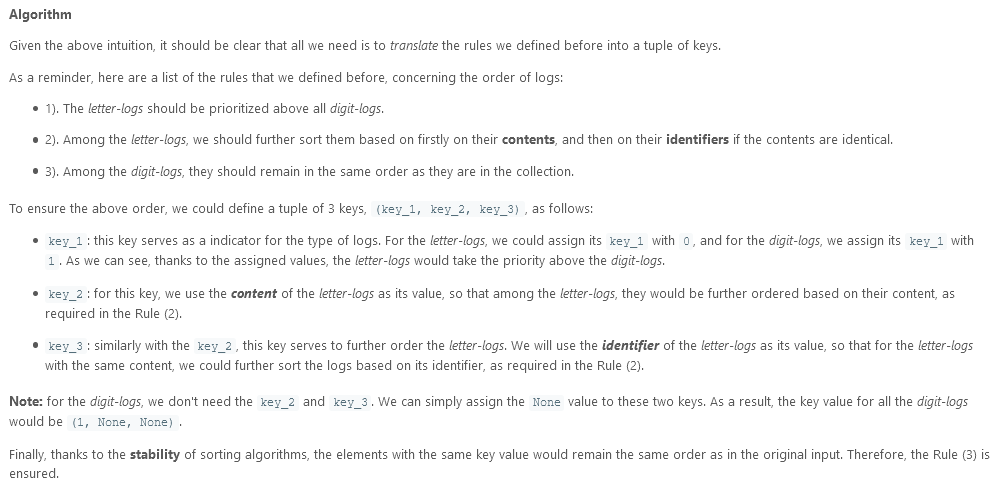 Algorithm
Given the above intuition, it should be clear that all we need is to translate the rules we defined before into a tuple of keys.
As a reminder, here are a list of the rules that we defined before, concerning the order of logs:
• 1). The letter-logs should be prioritized above all digit-logs.
• 2). Among the letter-logs, we should further sort them based on firstly on their contents, and then on their identifiers if the contents are identical.
• 3). Among the digit-logs, they should remain in the same order as they are in the collection.
To ensure the above order, we could define a tuple of 3 keys, (key_1, key_2, key_3), as follows:
• key_1: this key serves as a indicator for the type of logs. For the letter-logs, we could assign its key_1 with 0, and for the digit-logs, we assign its key_1 with
1. As we can see, thanks to the assigned values, the letter-logs would take the priority above the digit-logs.
• key_2: for this key, we use the content of the letter-logs as its value, so that among the letter-logs, they would be further ordered based on their content, as
required in the Rule (2).
• key_3: similarly with the key_2, this key serves to further order the letter-logs. We will use the identifier of the letter-logs as its value, so that for the letter-logs
with the same content, we could further sort the logs based on its identifier, as required in the Rule (2).
Note: for the digit-logs, we don't need the key_2 and key_3. We can simply assign the None value to these two keys. As a result, the key value for all the digit-logs
would be (1, None, None).
Finally, thanks to the stability of sorting algorithms, the elements with the same key value would remain the same order as in the original input. Therefore, the Rule (3) is
ensured.